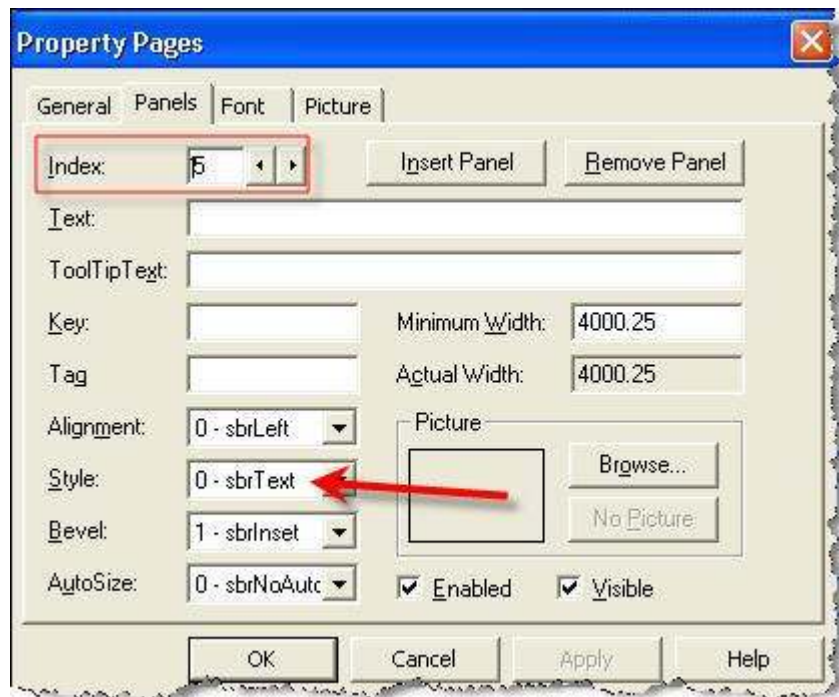 Property Pages
General Panels Font Picture
Index: 5 Insert Panel Remove Panel
Text:
ToolTipText:
Key: Minimum Width: 4000.25
Tag Actual Width: 4000.25
Alignment: 0 - sbrLeft Picture
Style: 0 - sbrText Browse...
Bevel: 1 - sbrInset No Picture
AutoSize: 0 - sbrNoAuto Enabled Visible
OK Cancel Apply Help